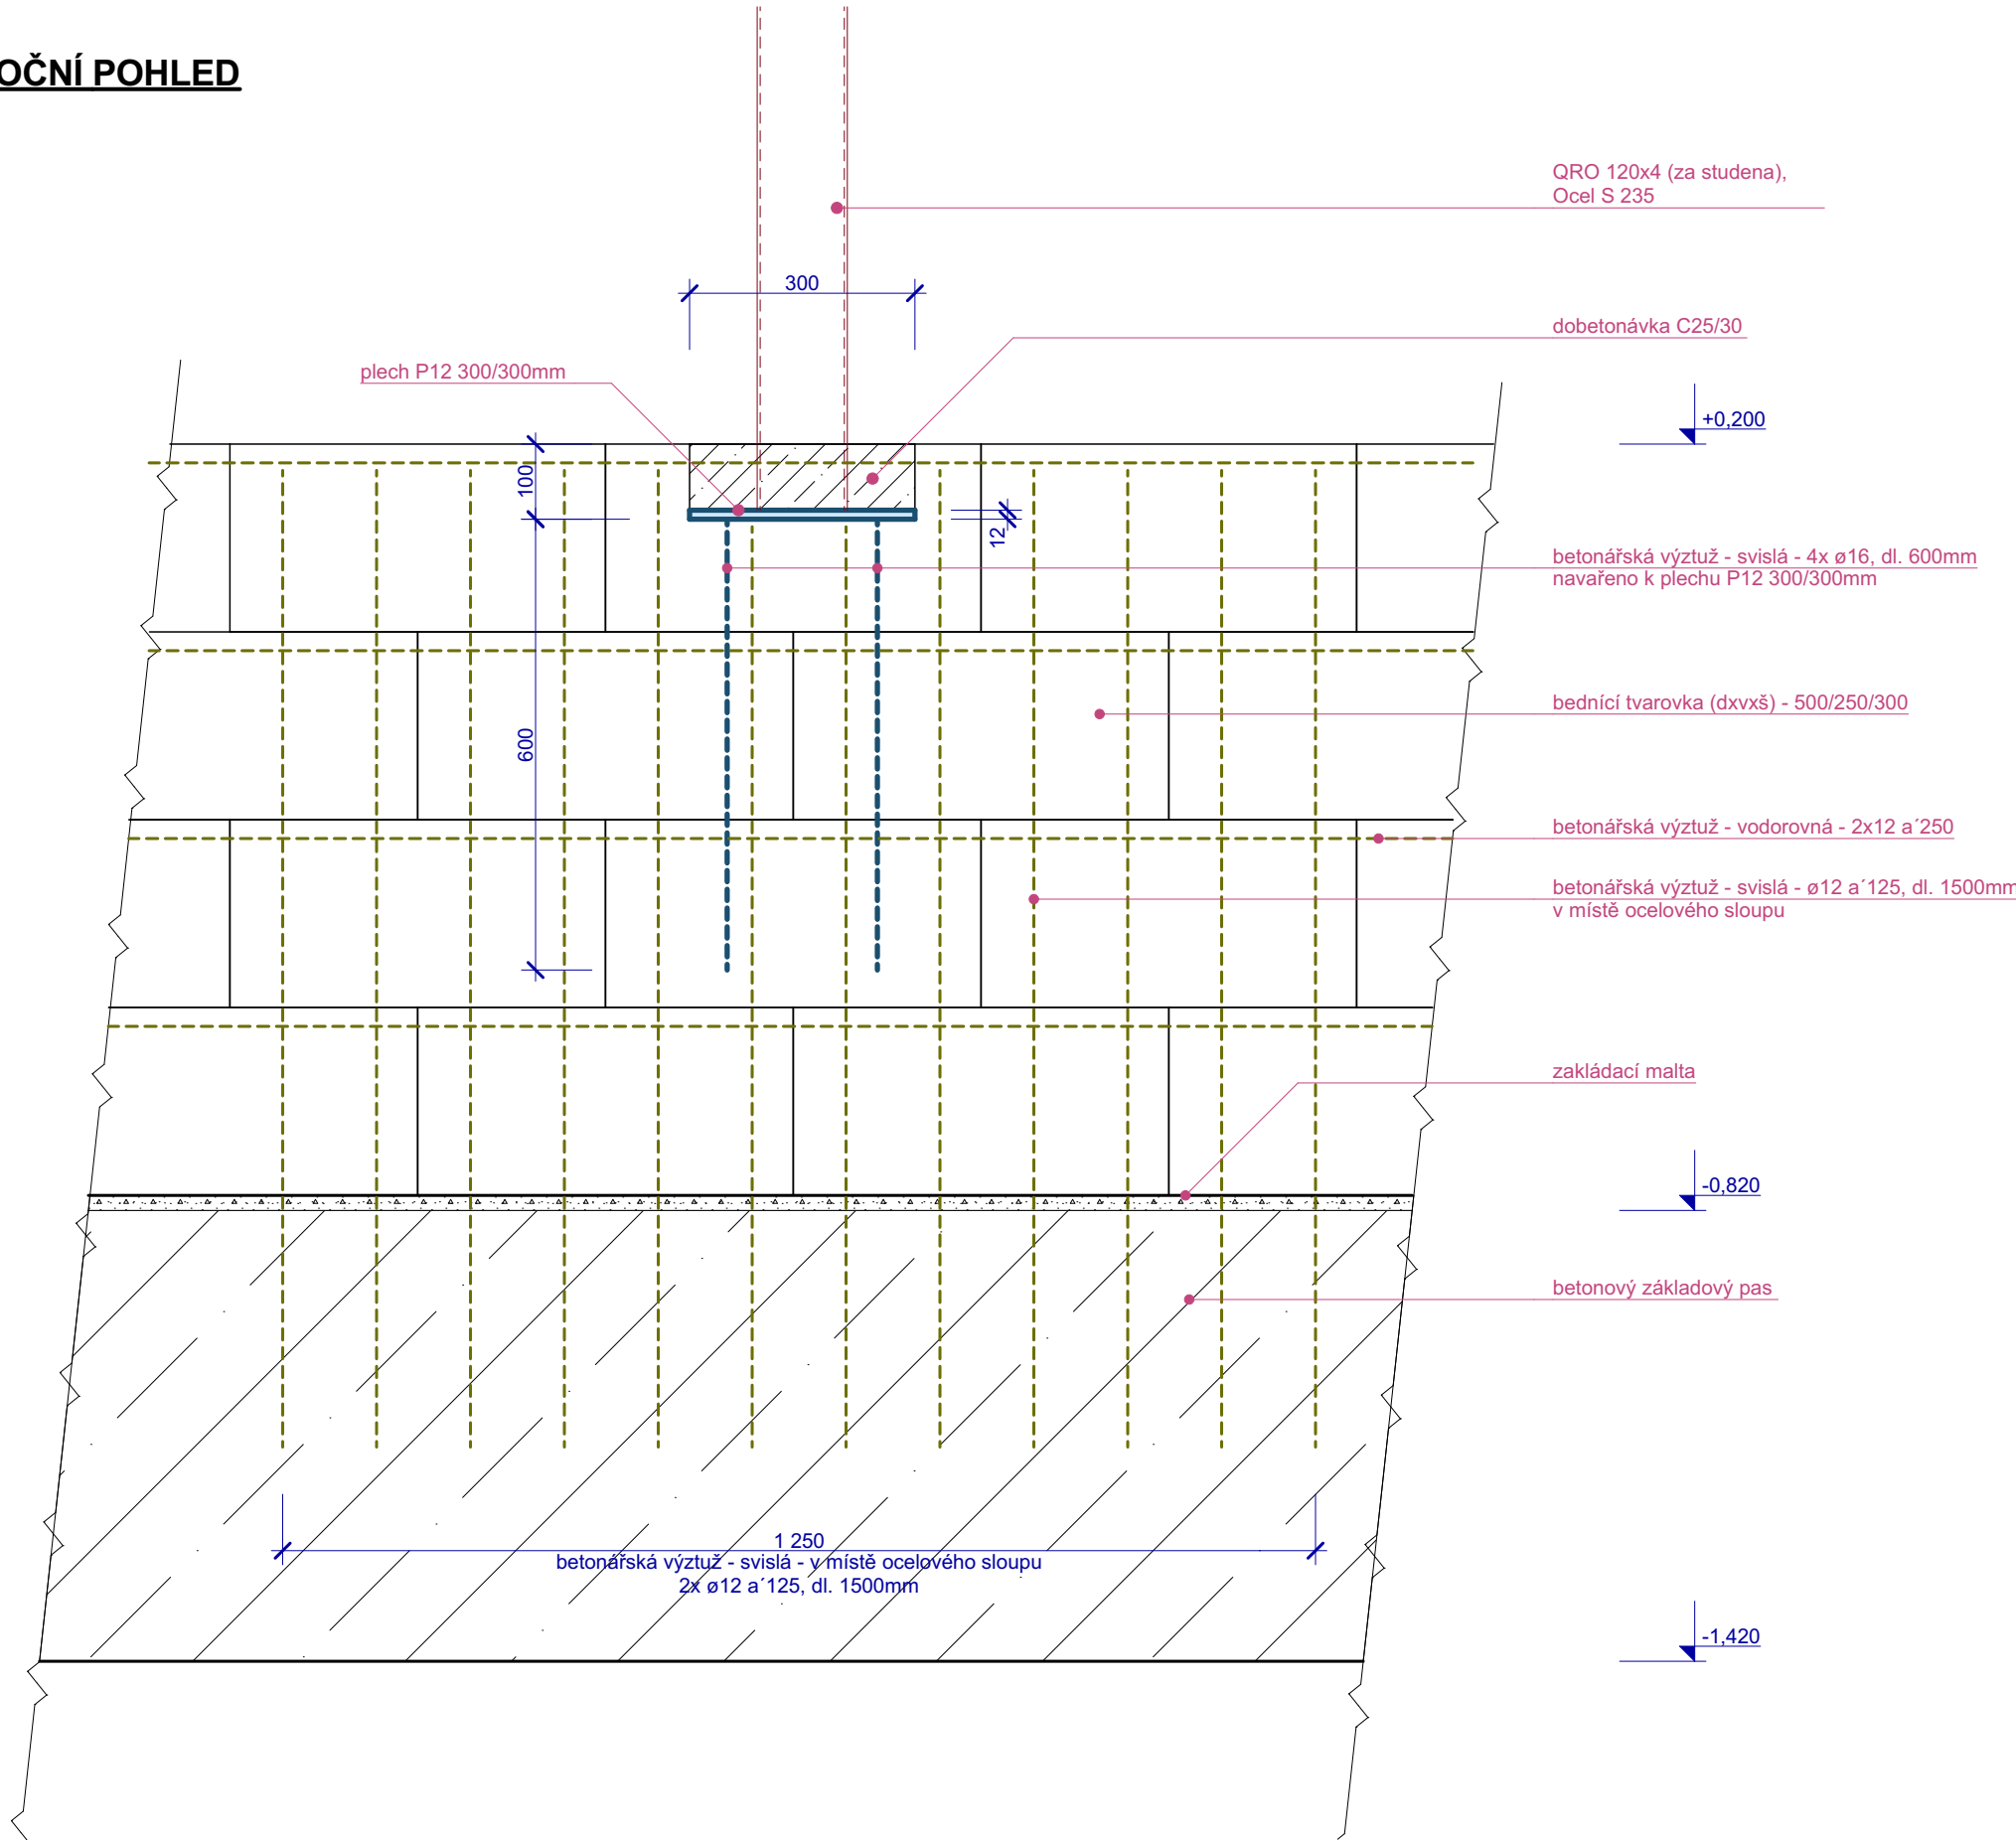 OČNÍ POHLED
QRO 120x4 (za studena),
Ocel S 235
300
dobetonávka C25/30
plech P12 300/300mm
+0,200
100
12
betonářská výztuž - svislá - 4x ø16, dl. 600mm
navařeno k plechu P12 300/300mm
bednící tvarovka (dxvxš) - 500/250/300
600
betonářská výztuž - vodorovná - 2x12 a´250
betonářská výztuž - svislá - ø12 a´125, dl. 1500mm
v místě ocelového sloupu
zakládací malta
-0,820
betonový základový pas
1 250
betonářská výztuž - svislá - v místě ocelového sloupu
2x ø12 a´125, dl. 1500mm
-1,420